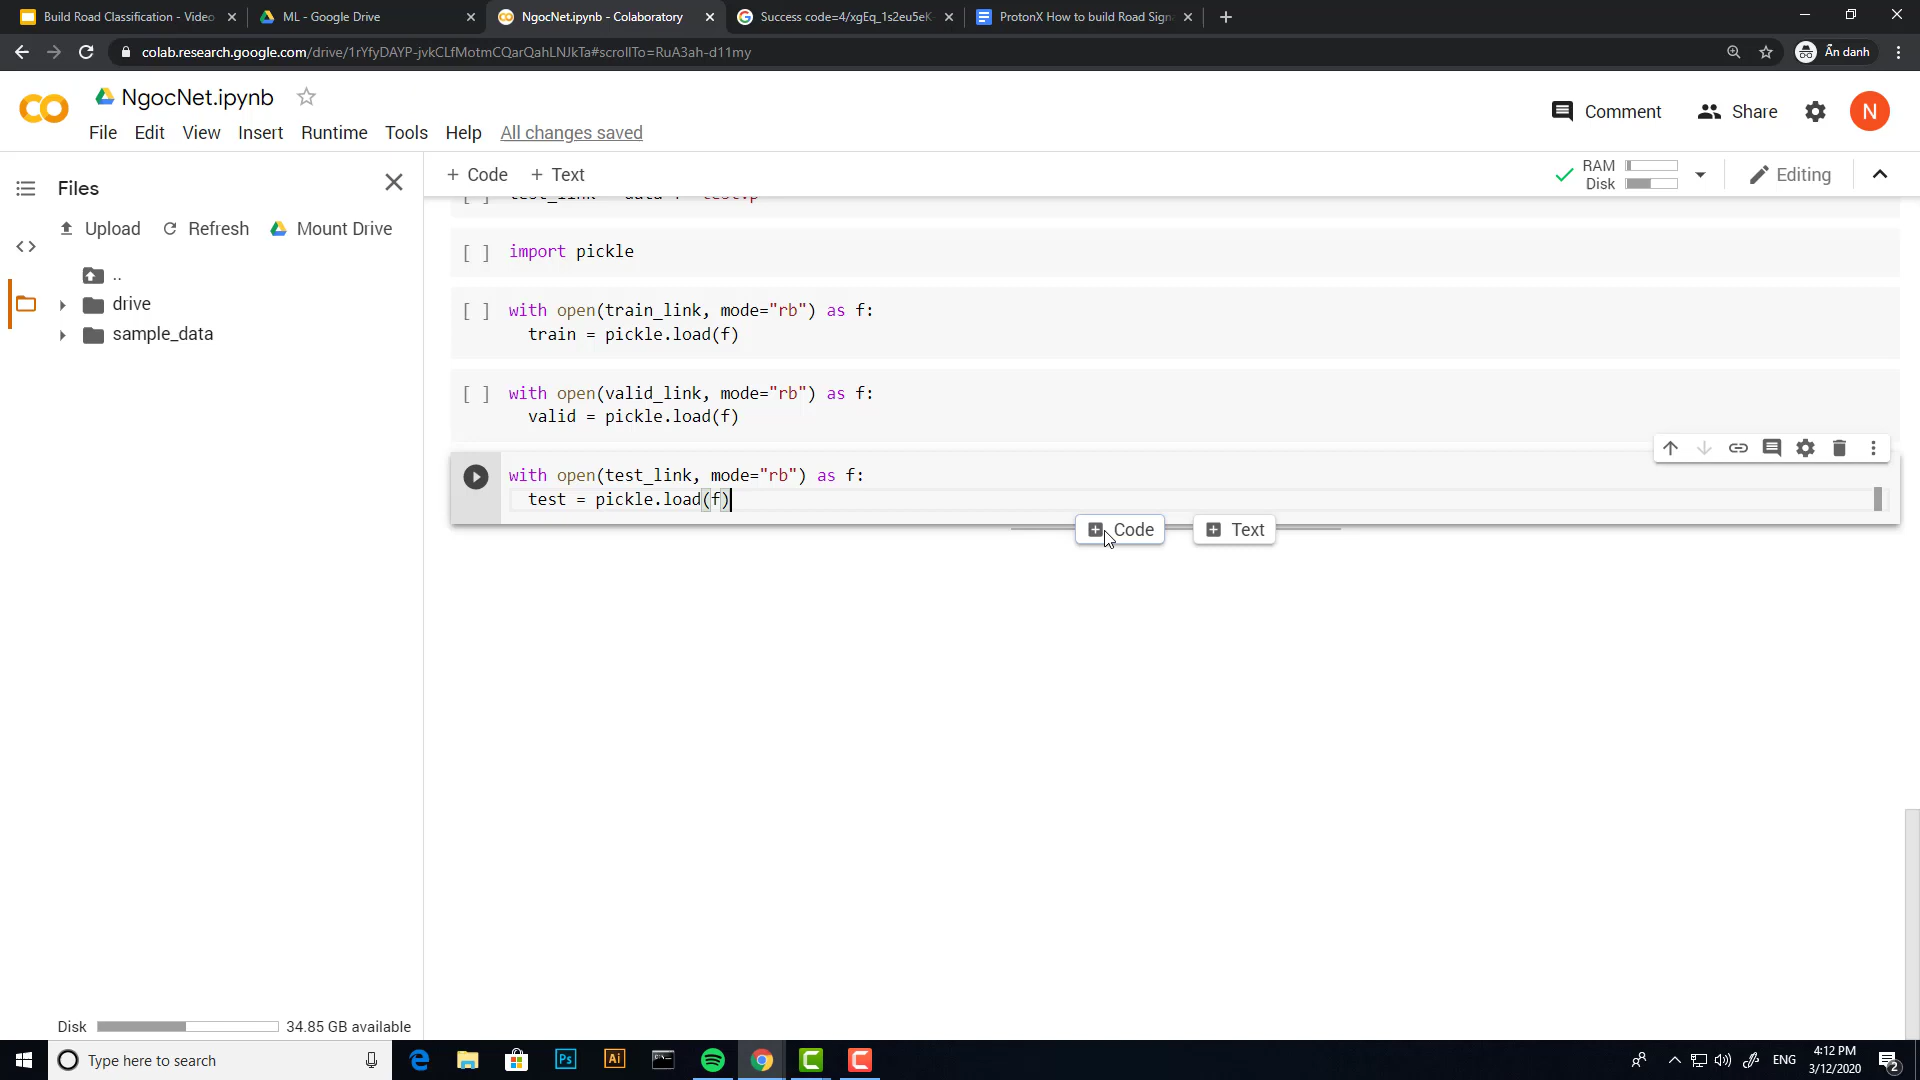 Build Road Classification - Video
ML - Google Drive
NgocNet.ipynb - Colaboratory
Success code=4/xgEq_1s2eu5eK
ProtonX How to build Road Sign
colab.research.google.com/drive/1rYfyDAYP-jvkCLfMotmCQarQahLNJkTa#scrollTo=RuA3ah-d11my
Ẩn danh
NgocNet.ipynb
File Edit View Insert Runtime Tools Help All changes saved
Comment
Share
N
Files
Upload Refresh Mount Drive
..
drive
sample_data
+ Code + Text
RAM
Disk
Editing
[ ] import pickle
[ ] with open(train_link, mode="rb") as f:
train = pickle.load(f)
[ ] with open(valid_link, mode="rb") as f:
valid = pickle.load(f)
with open(test_link, mode="rb") as f:
test = pickle.load(f)
Code
Text
Disk 34.85 GB available
Type here to search
Ps
Ai
ENG
4:12 PM
3/12/2020
2